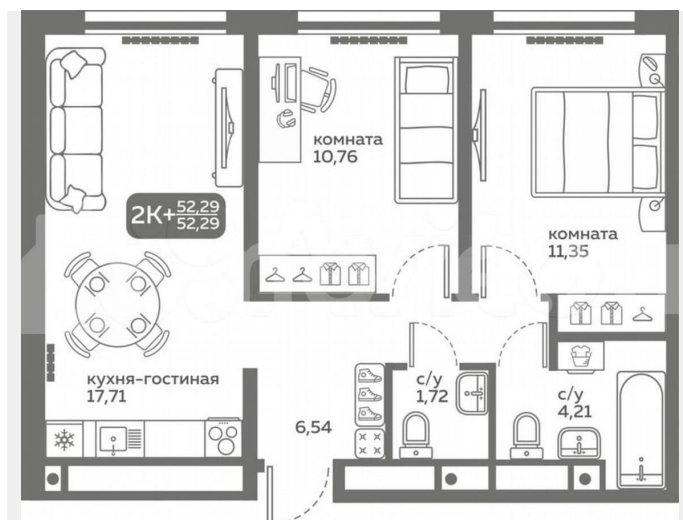 комната
10,76
2К+ 52,29
52,29
комната
11,35
кухня-гостиная
17,71
6,54
с/у
1,72
с/у
4,21